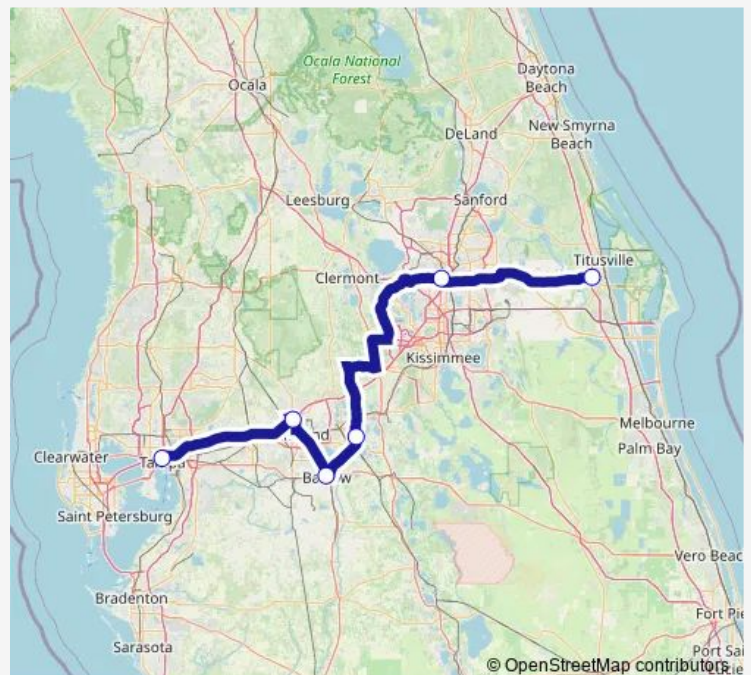 Ocala National
Forest
Daytona
Beach
Ocala
DeLand
New Smyrna
Beach
Leesburg
Sanford
Titusville
Clermont
Kissimmee
Melbourne
Palm Bay
Clearwater
Saint Petersburg
Vero Beac
Bradenton
Fort Pie
Sarasota
Port Sai
© OpenStreetMap contributors